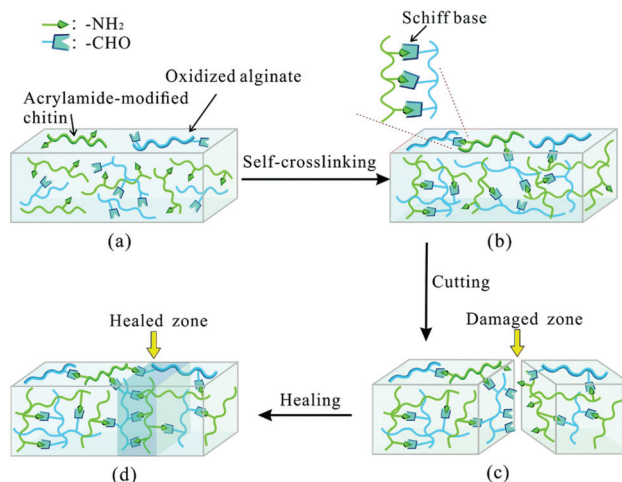 : -NH₂
: -CHO
Schiff base
Oxidized alginate
Acrylamide-modified
chitin
Self-crosslinking
(a)
(b)
Cutting
Healed zone
Damaged zone
Healing
(d)
(c)